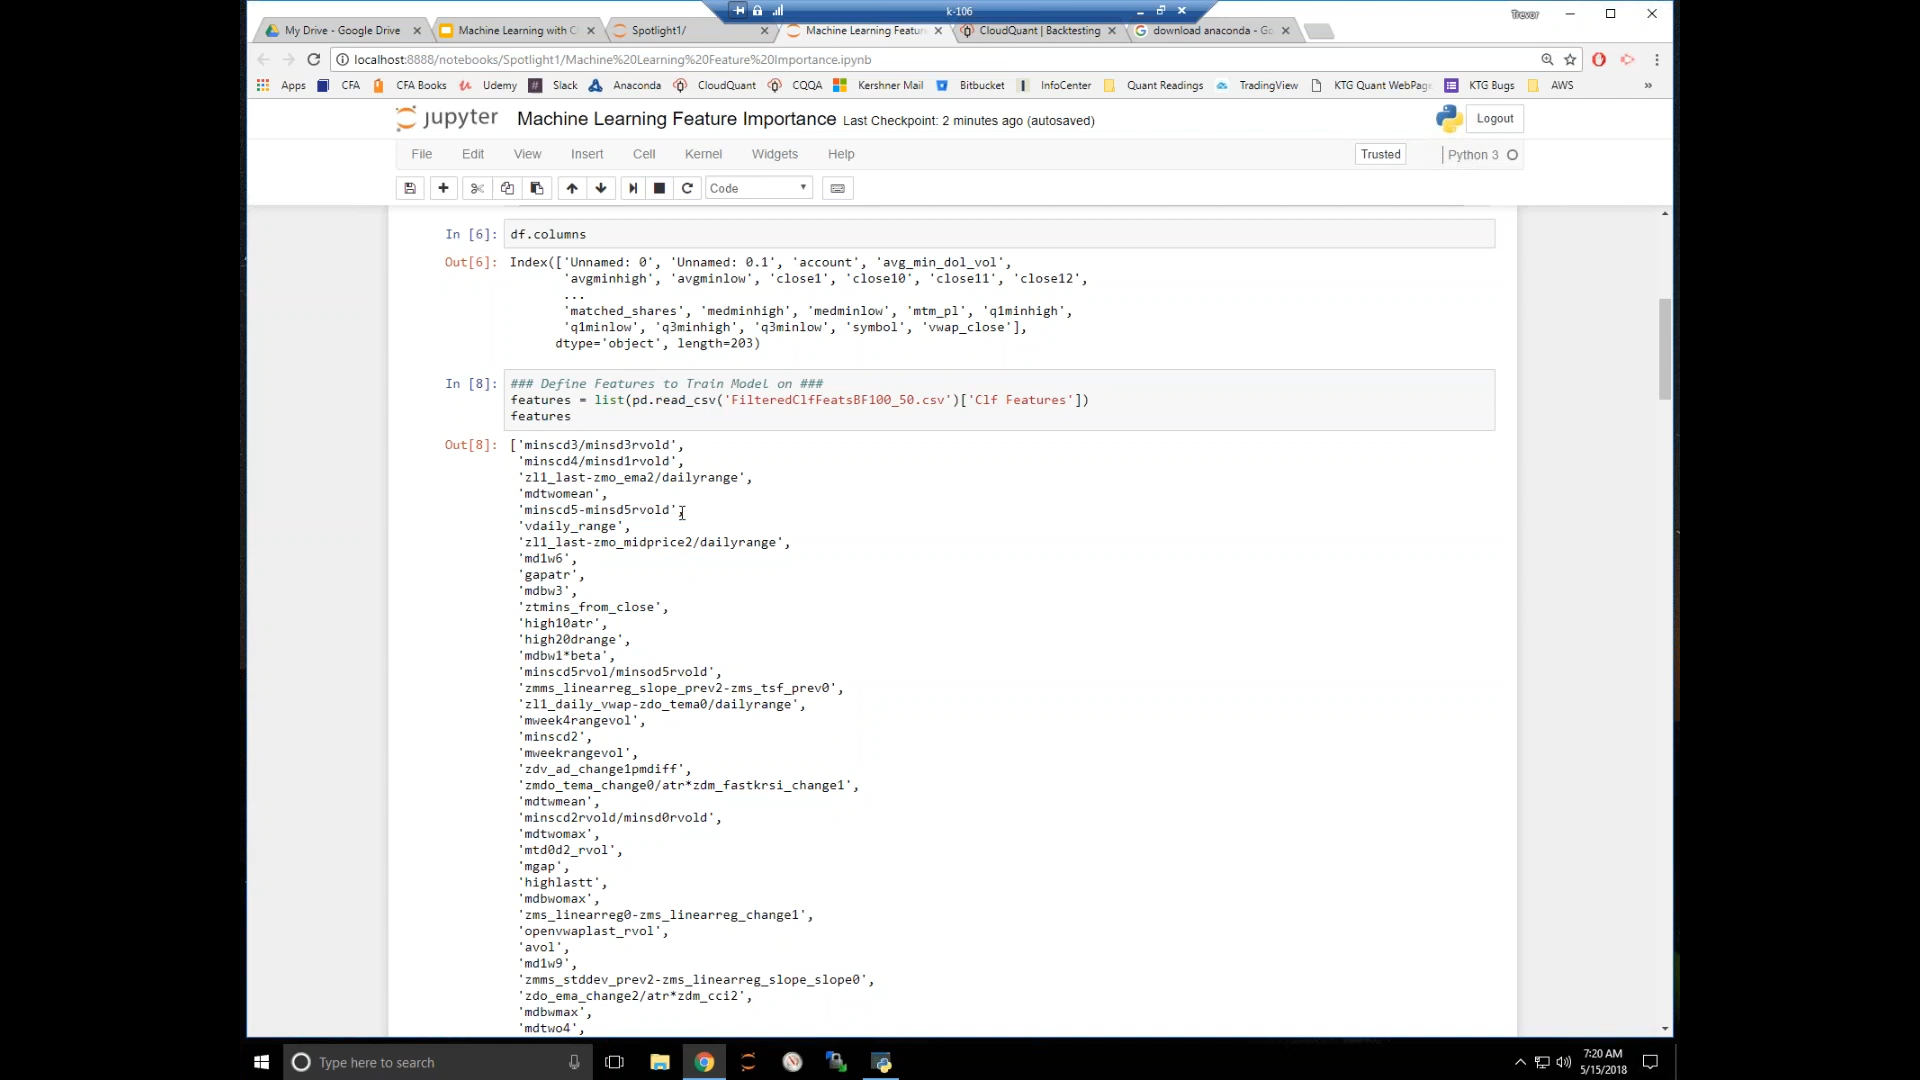 k-106
Trevor
My Drive - Google Drive
Machine Learning with C
Spotlight1/
Machine Learning Featur
CloudQuant | Backtesting
download anaconda - Go
localhost:8888/notebooks/Spotlight1/Machine%20Learning%20Feature%20Importance.ipynb
Apps CFA CFA Books Udemy Slack Anaconda CloudQuant CQQA Kershner Mail Bitbucket InfoCenter Quant Readings TradingView KTG Quant WebPage KTG Bugs AWS »
jupyter Machine Learning Feature Importance Last Checkpoint: 2 minutes ago (autosaved) Logout
File Edit View Insert Cell Kernel Widgets Help Trusted Python 3
Code
In [6]: df.columns
Out[6]: Index(['Unnamed: 0', 'Unnamed: 0.1', 'account', 'avg_min_dol_vol',
'avgminhigh', 'avgminlow', 'close1', 'close10', 'close11', 'close12',
...
'matched_shares', 'medminhigh', 'medminlow', 'mtm_pl', 'q1minhigh',
'q1minlow', 'q3minhigh', 'q3minlow', 'symbol', 'vwap_close'],
dtype='object', length=203)
In [8]: ### Define Features to Train Model on ###
features = list(pd.read_csv('FilteredClfFeatsBF100_50.csv')['Clf Features'])
features
Out[8]: ['minscd3/minsd3rvold',
'minscd4/minsd1rvold',
'zl1_last-zmo_ema2/dailyrange',
'mdtwomean',
'minscd5-minsd5rvold',
'vdaily_range',
'zl1_last-zmo_midprice2/dailyrange',
'md1w6',
'gapatr',
'mdbw3',
'ztmins_from_close',
'high10atr',
'high20drange',
'mdbw1*beta',
'minscd5rvol/minsod5rvold',
'zmms_linearreg_slope_prev2-zms_tsf_prev0',
'zl1_daily_vwap-zdo_tema0/dailyrange',
'mweek4rangevol',
'minscd2',
'mweekrangevol',
'zdv_ad_change1pmdiff',
'zmdo_tema_change0/atr*zdm_fastkrsi_change1',
'mdtwmean',
'minscd2rvold/minsd0rvold',
'mdtwomax',
'mtd0d2_rvol',
'mgap',
'highlastt',
'mdbwomax',
'zms_linearreg0-zms_linearreg_change1',
'openvwaplast_rvol',
'avol',
'md1w9',
'zmms_stddev_prev2-zms_linearreg_slope_slope0',
'zdo_ema_change2/atr*zdm_cci2',
'mdbwmax',
'mdtwo4',
Type here to search
7:20 AM
5/15/2018